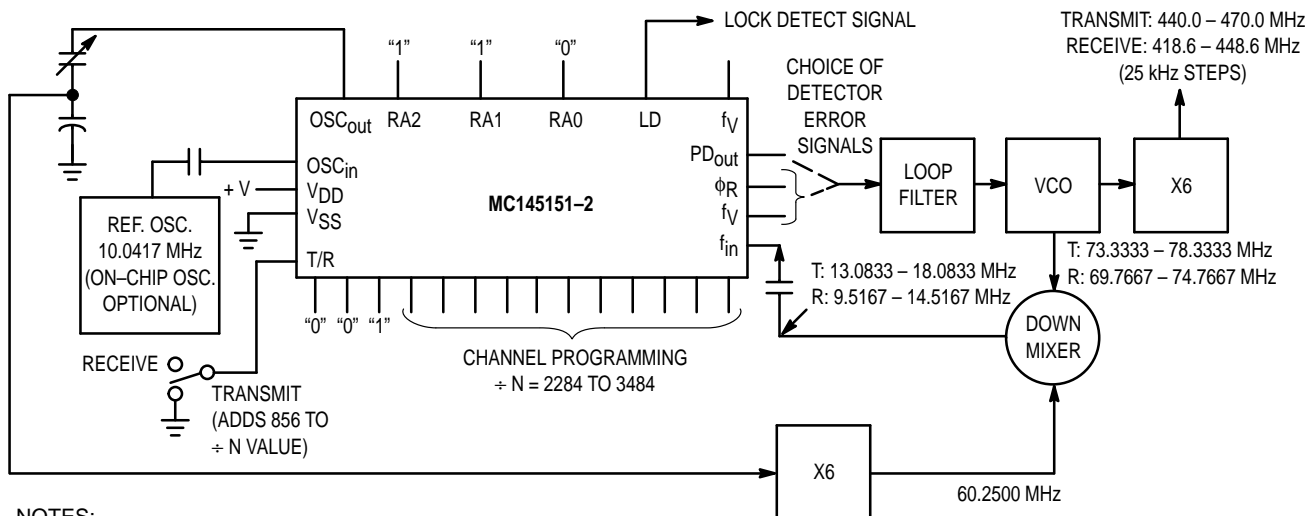 LOCK DETECT SIGNAL
TRANSMIT: 440.0 – 470.0 MHz
RECEIVE: 418.6 – 448.6 MHz
(25 kHz STEPS)
“1”
“1”
“0”
CHOICE OF
DETECTOR
ERROR
SIGNALS
OSCout
RA2
RA1
RA0
LD
fV
OSCin
+ V
VDD
VSS
T/R
MC145151–2
PDout
ϕR
fV
fin
LOOP
FILTER
VCO
X6
REF. OSC.
10.0417 MHz
(ON–CHIP OSC.
OPTIONAL)
T: 13.0833 – 18.0833 MHz
R: 9.5167 – 14.5167 MHz
T: 73.3333 – 78.3333 MHz
R: 69.7667 – 74.7667 MHz
DOWN
MIXER
“0” “0” “1”
CHANNEL PROGRAMMING
÷ N = 2284 TO 3484
RECEIVE
TRANSMIT
(ADDS 856 TO
÷ N VALUE)
X6
60.2500 MHz
NOTES: